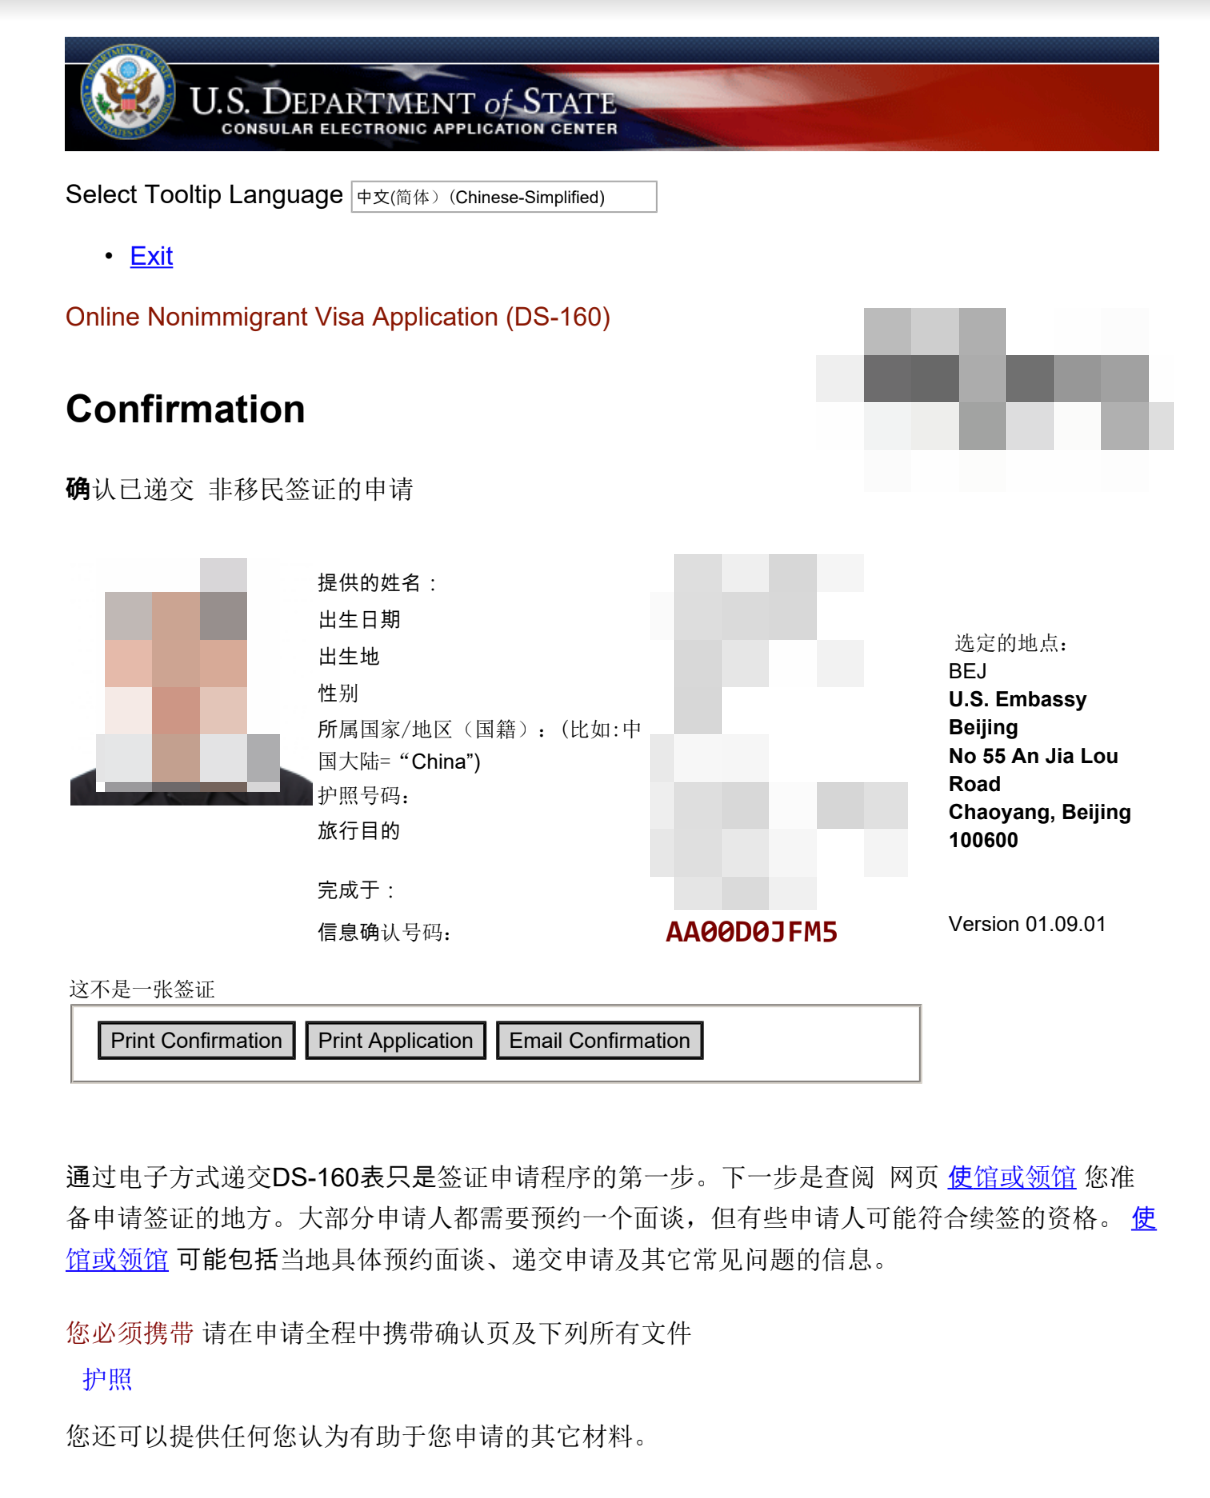 U.S. DEPARTMENT of STATE
CONSULAR ELECTRONIC APPLICATION CENTER
Select Tooltip Language 中文(简体）(Chinese-Simplified)
• Exit
Online Nonimmigrant Visa Application (DS-160)
Confirmation
确认已递交 非移民签证的申请
提供的姓名：
出生日期
出生地
性别
所属国家/地区（国籍）：(比如:中
国大陆=“China”)
护照号码：
旅行目的
完成于：
信息确认号码： AA00D0JFM5
选定的地点：
BEJ
U.S. Embassy
Beijing
No 55 An Jia Lou
Road
Chaoyang, Beijing
100600
Version 01.09.01
这不是一张签证
Print Confirmation Print Application Email Confirmation
通过电子方式递交DS-160表只是签证申请程序的第一步。下一步是查阅 网页 使馆或领馆 您准
备申请签证的地方。大部分申请人都需要预约一个面谈，但有些申请人可能符合续签的资格。 使
馆或领馆 可能包括当地具体预约面谈、递交申请及其它常见问题的信息。
您必须携带 请在申请全程中携带确认页及下列所有文件
护照
您还可以提供任何您认为有助于您申请的其它材料。